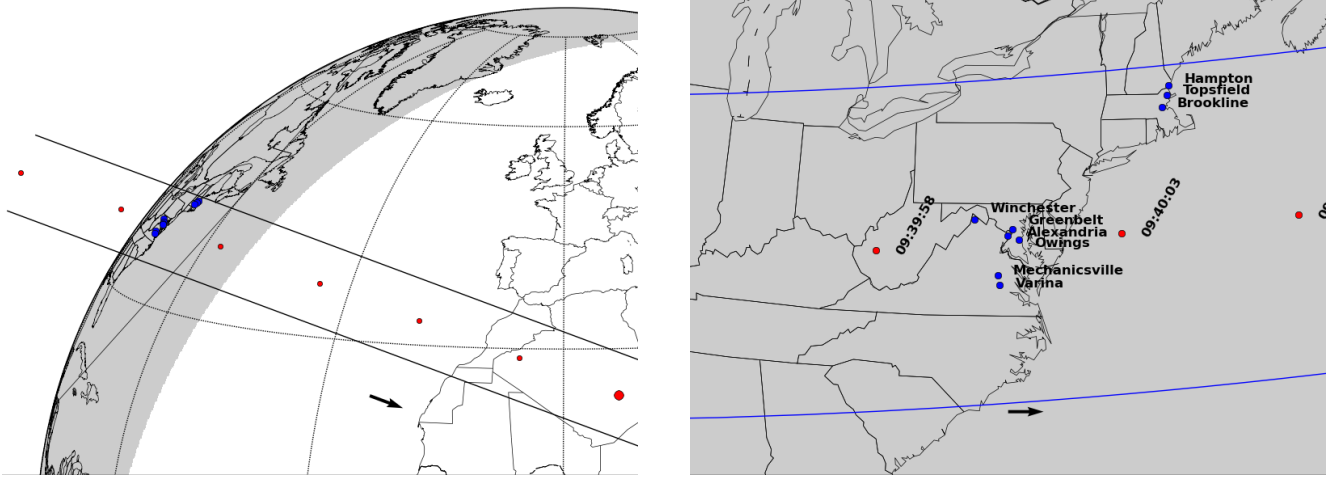 Hampton
Topsfield
Brookline
Winchester
Greenbelt
Alexandria
Owings
Mechanicsville
Varina
09:39:58
09:40:03